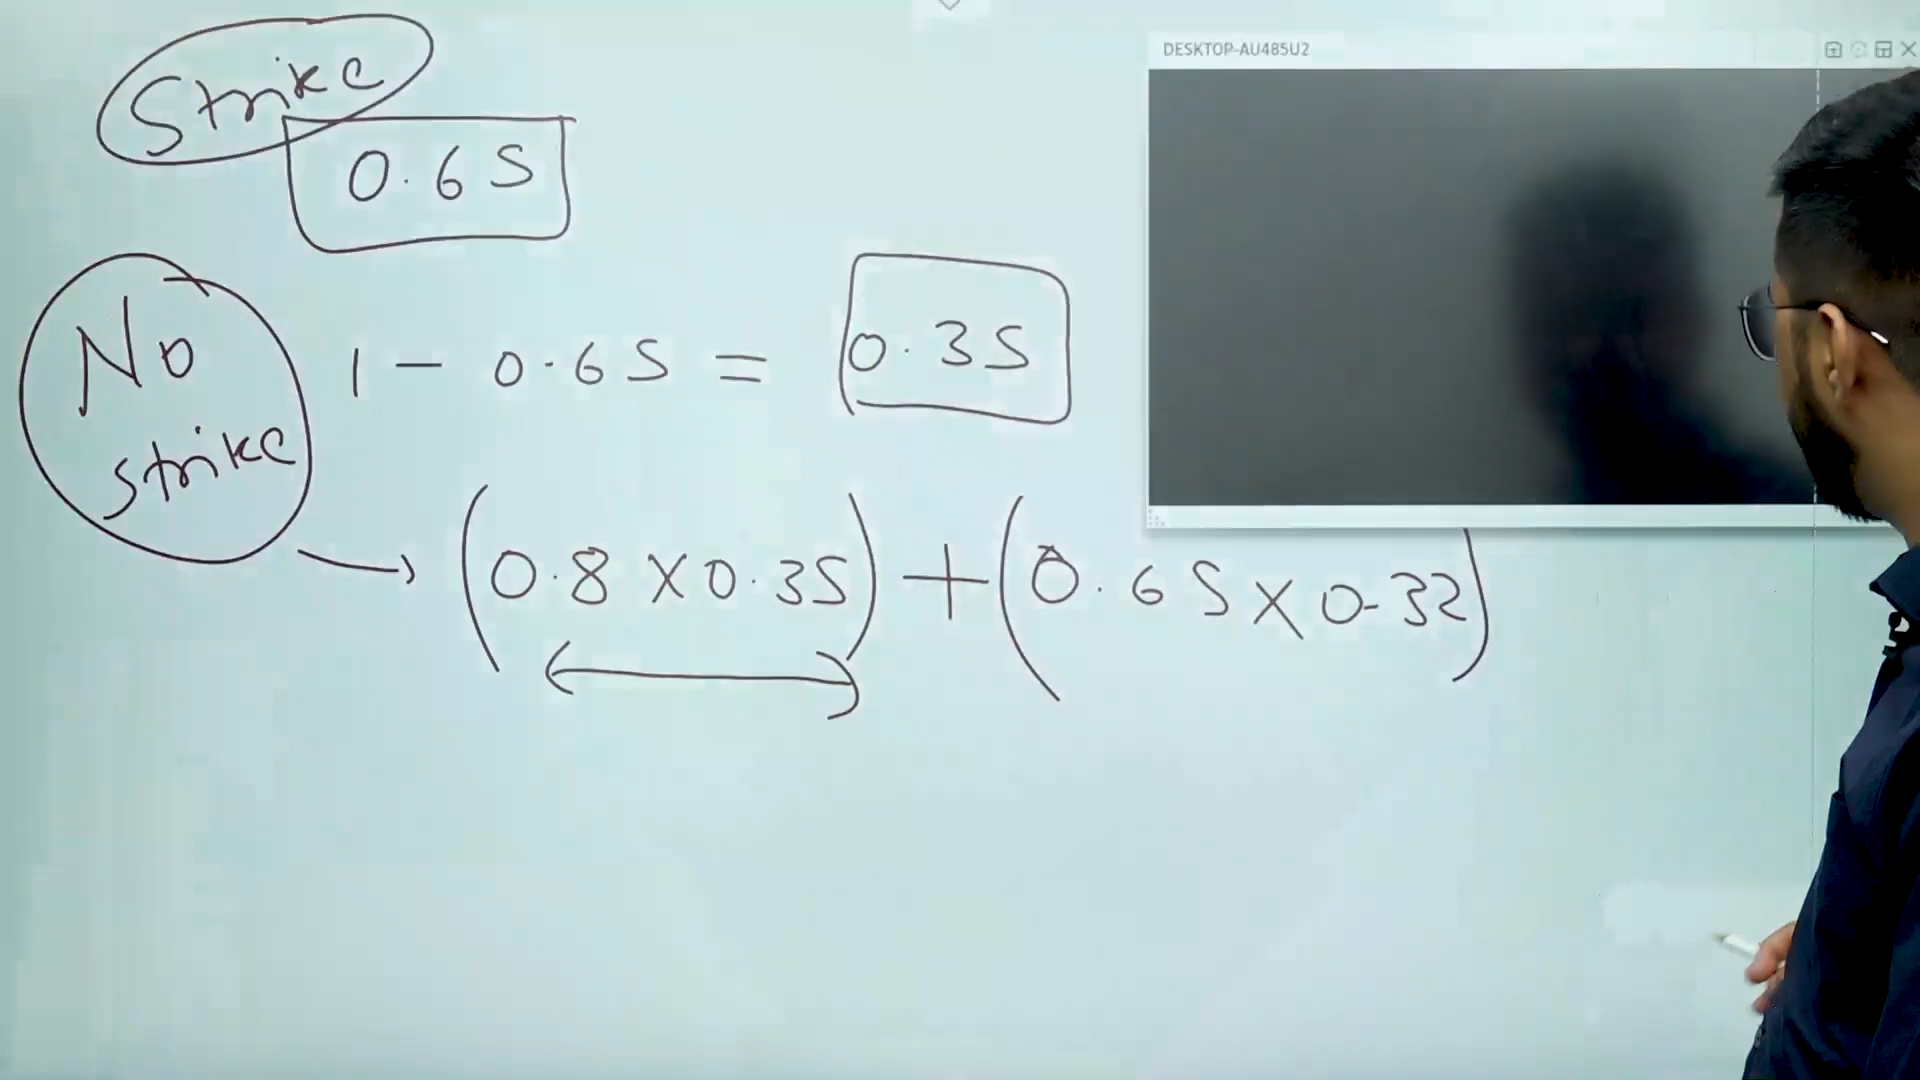 Strike
0.65
DESKTOP-AU485U2
No
strike
1 - 0.65 = 0.35
→ (0.8 × 0.35) + (0.65 × 0.32)